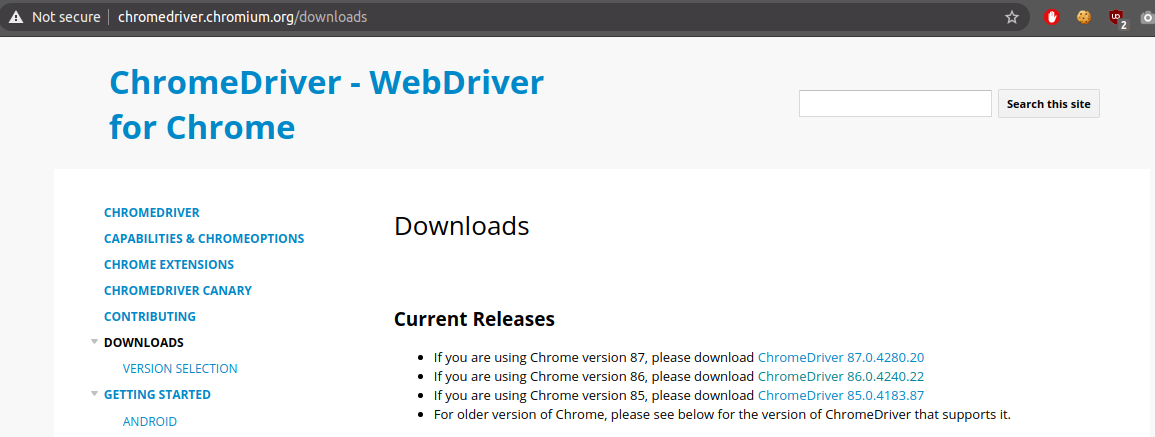 Not secure chromedriver.chromium.org/downloads
2
ChromeDriver - WebDriver
for Chrome
Search this site
CHROMEDRIVER
CAPABILITIES & CHROMEOPTIONS
CHROME EXTENSIONS
CHROMEDRIVER CANARY
CONTRIBUTING
DOWNLOADS
VERSION SELECTION
GETTING STARTED
ANDROID
Downloads
Current Releases
If you are using Chrome version 87, please download ChromeDriver 87.0.4280.20
If you are using Chrome version 86, please download ChromeDriver 86.0.4240.22
If you are using Chrome version 85, please download ChromeDriver 85.0.4183.87
For older version of Chrome, please see below for the version of ChromeDriver that supports it.